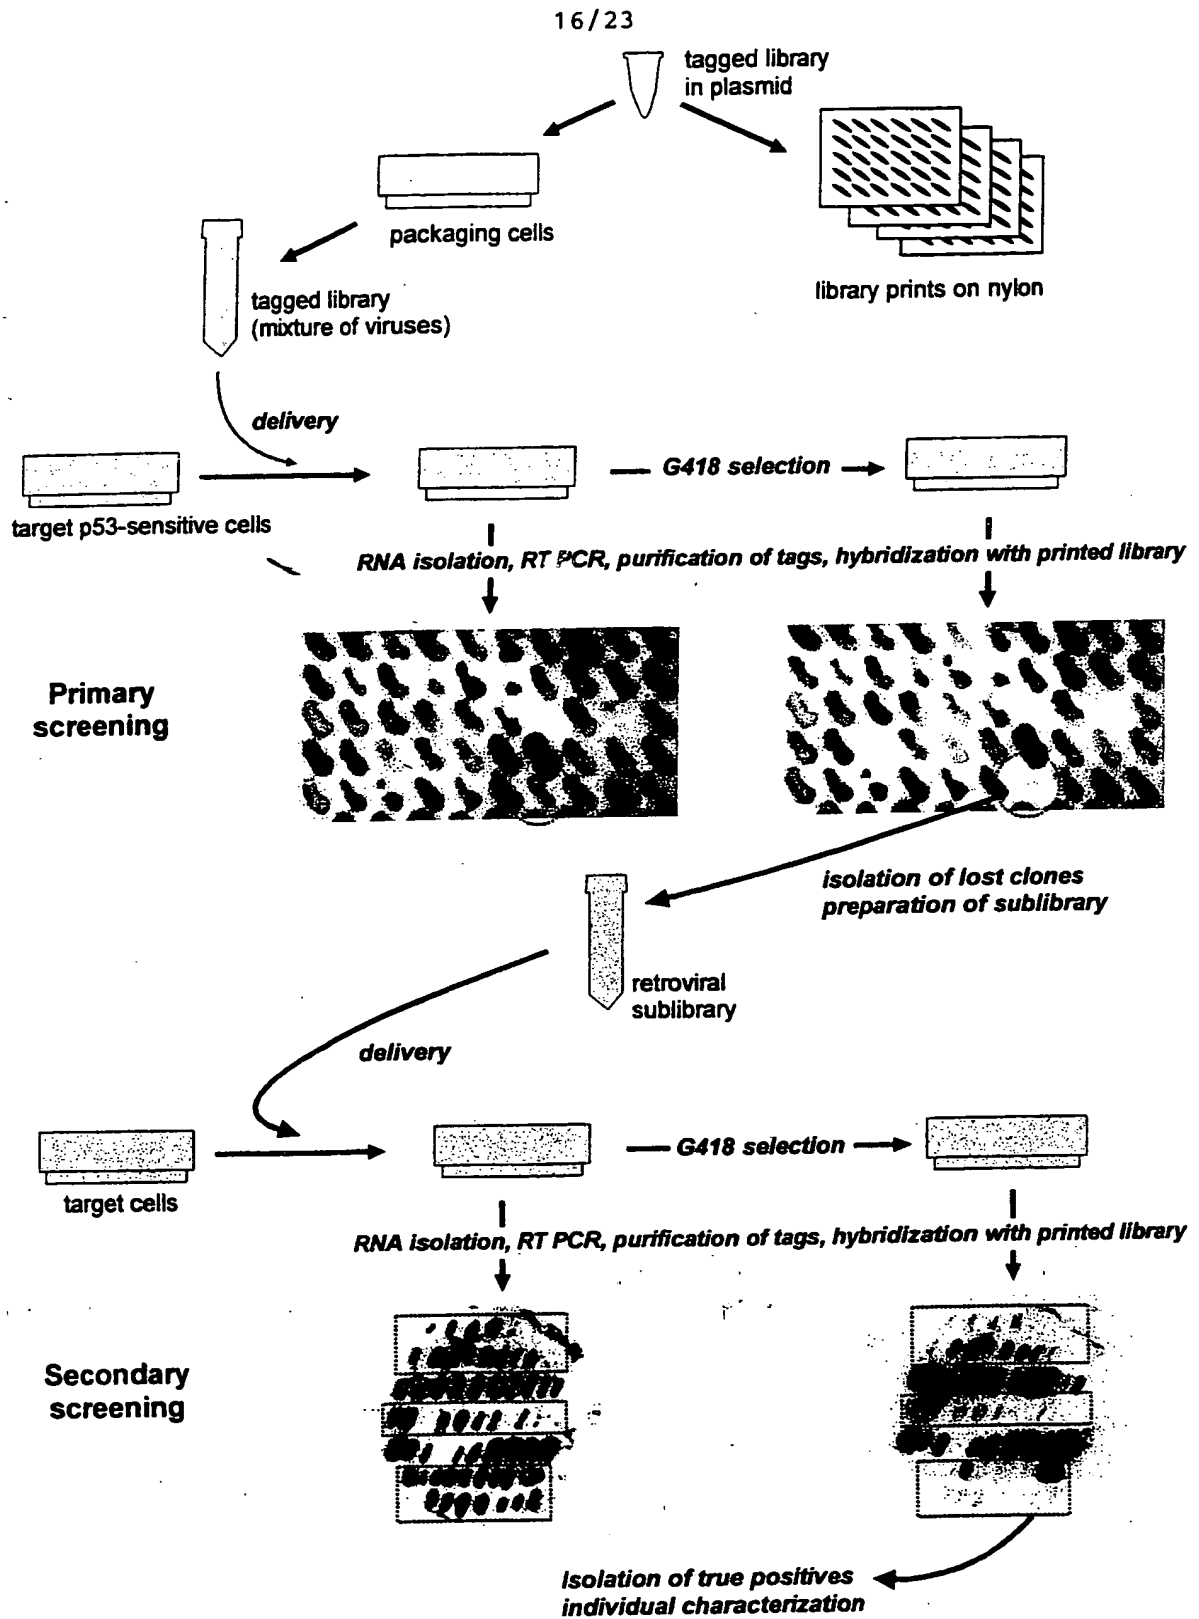 16/23
tagged library
in plasmid
packaging cells
library prints on nylon
tagged library
(mixture of viruses)
delivery
G418 selection
target p53-sensitive cells
RNA isolation, RT PCR, purification of tags, hybridization with printed library
Primary
screening
isolation of lost clones
preparation of sublibrary
retroviral
sublibrary
delivery
G418 selection
target cells
RNA isolation, RT PCR, purification of tags, hybridization with printed library
Secondary
screening
Isolation of true positives
individual characterization